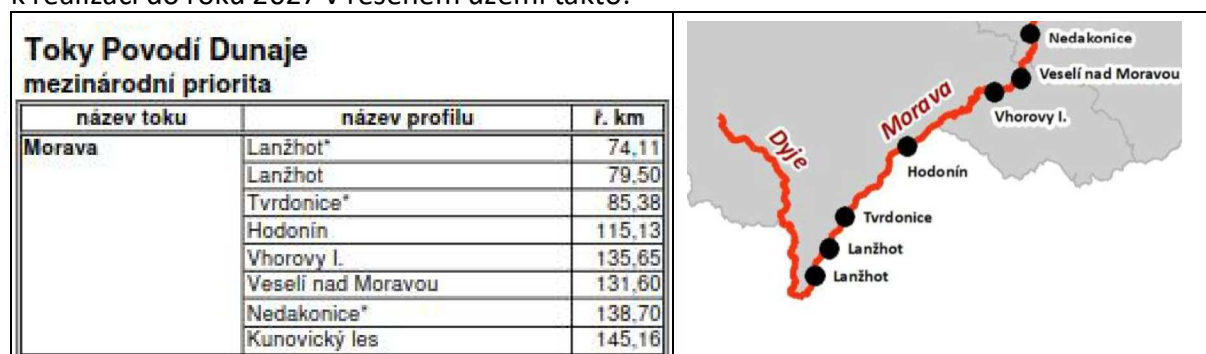 k realizaci do roku 2027 v řešeném území takto:
Toky Povodí Dunaje
mezinárodní priorita
název toku název profilu ř. km
Morava Lanžhot* 74,11
Lanžhot 79,50
Tvrdonice* 85,38
Hodonín 115,13
Vhorovy I. 135,65
Veselí nad Moravou 131,60
Nedakonice* 138,70
Kunovický les 145,16
Nedakonice
Veselí nad Moravou
Vhorovy I.
Morava
Dyje
Hodonín
Tvrdonice
Lanžhot
Lanžhot